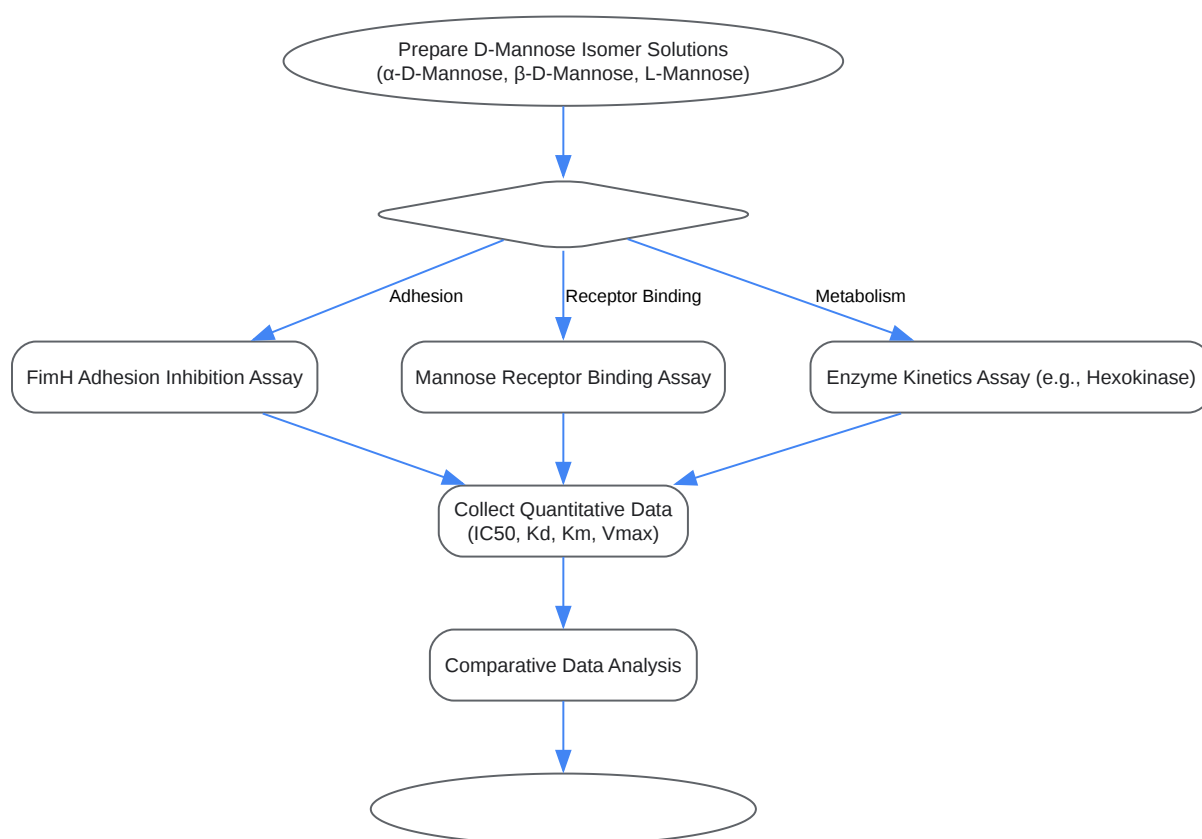 Prepare D-Mannose Isomer Solutions
(α-D-Mannose, β-D-Mannose, L-Mannose)
Adhesion
Receptor Binding
Metabolism
FimH Adhesion Inhibition Assay
Mannose Receptor Binding Assay
Enzyme Kinetics Assay (e.g., Hexokinase)
Collect Quantitative Data
(IC50, Kd, Km, Vmax)
Comparative Data Analysis